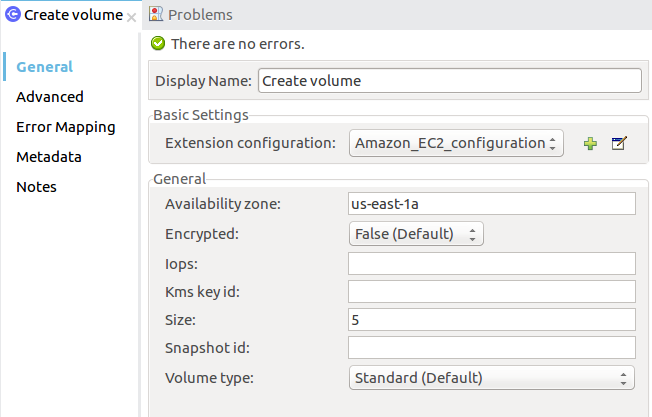 Create volume
Problems
There are no errors.
General
Advanced
Error Mapping
Metadata
Notes
Display Name: Create volume
Basic Settings
Extension configuration: Amazon_EC2_configuration
General
Availability zone: us-east-1a
Encrypted: False (Default)
Iops:
Kms key id:
Size: 5
Snapshot id:
Volume type: Standard (Default)